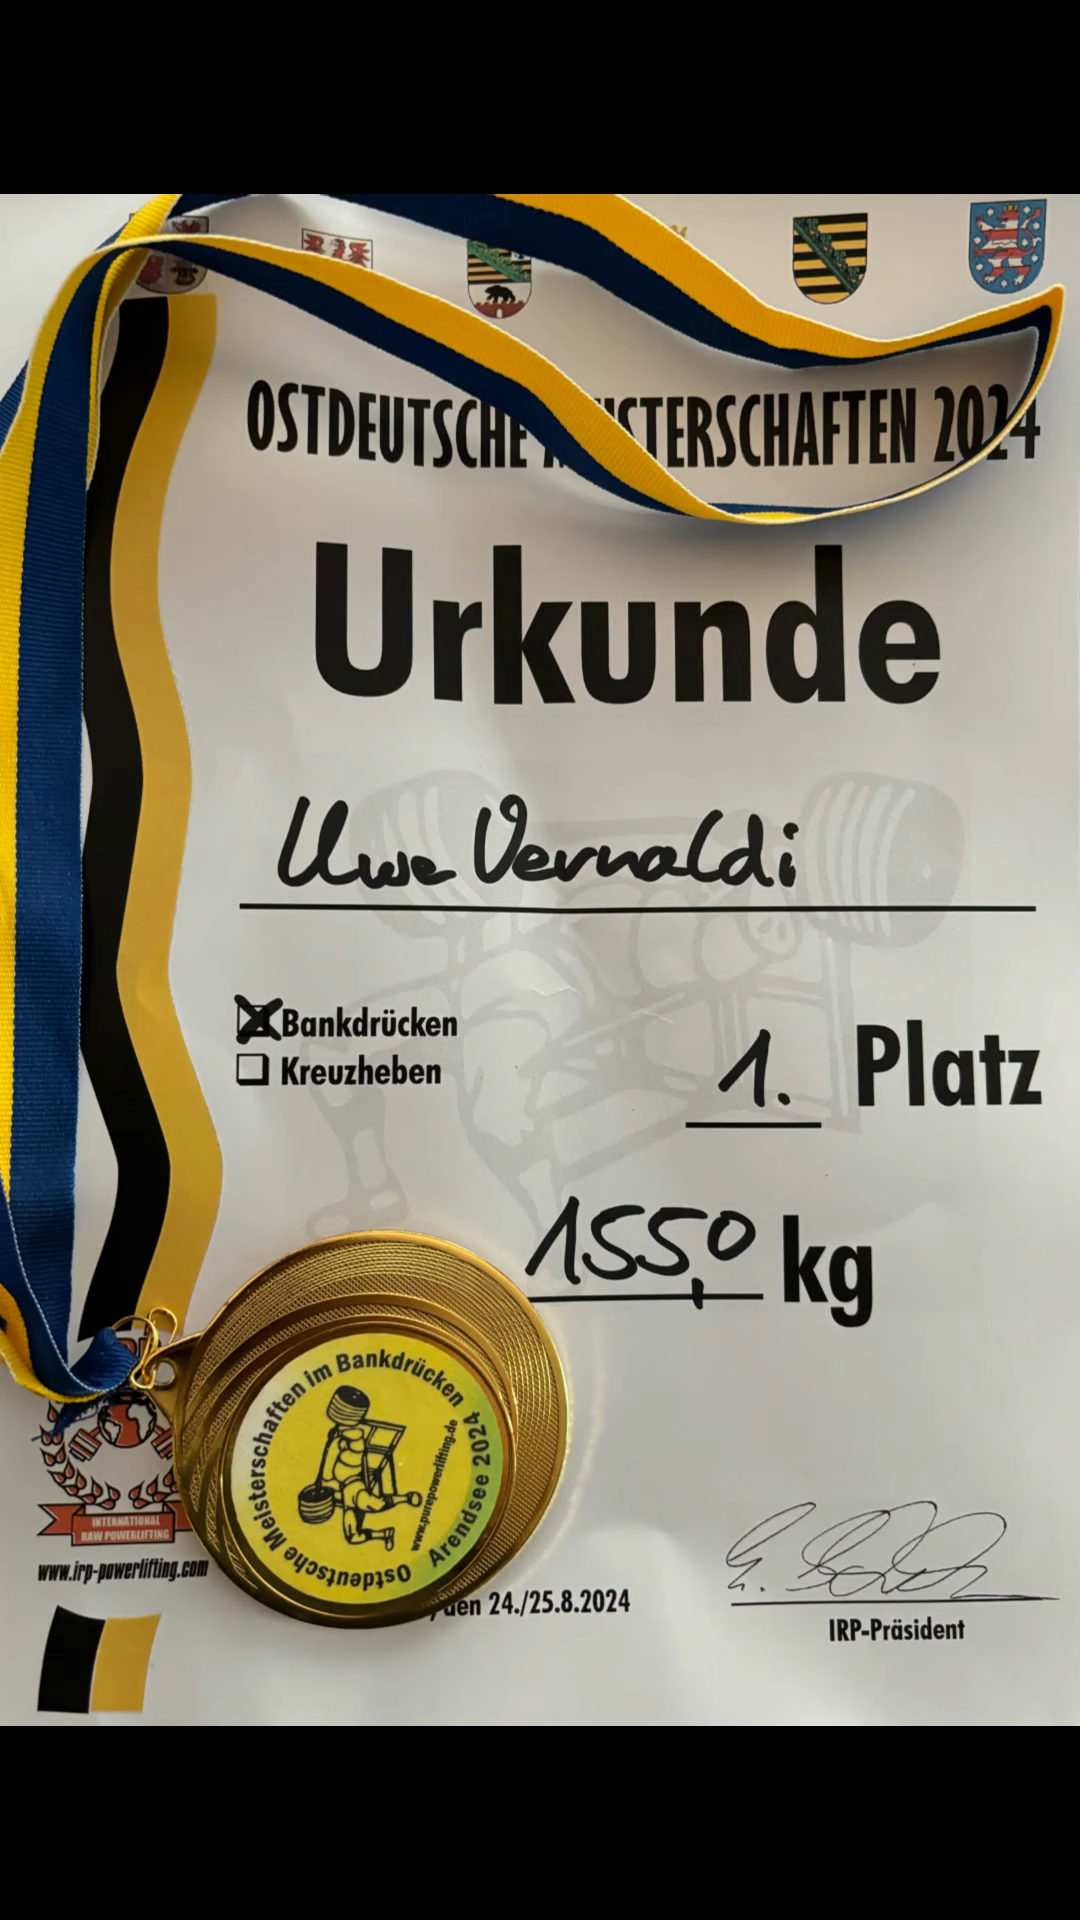 OSTDEUTSCHE MEISTERSCHAFTEN 2024
Urkunde
Uwe Vernaldi
Bankdrücken
Kreuzheben
1. Platz
155,0 kg
Ostdeutsche Meisterschaften im Bankdrücken
www.purepowerlifting.de
Arendsee 2024
INTERNATIONAL
RAW POWERLIFTING
www.irp-powerlifting.com
den 24./25.8.2024
IRP-Präsident